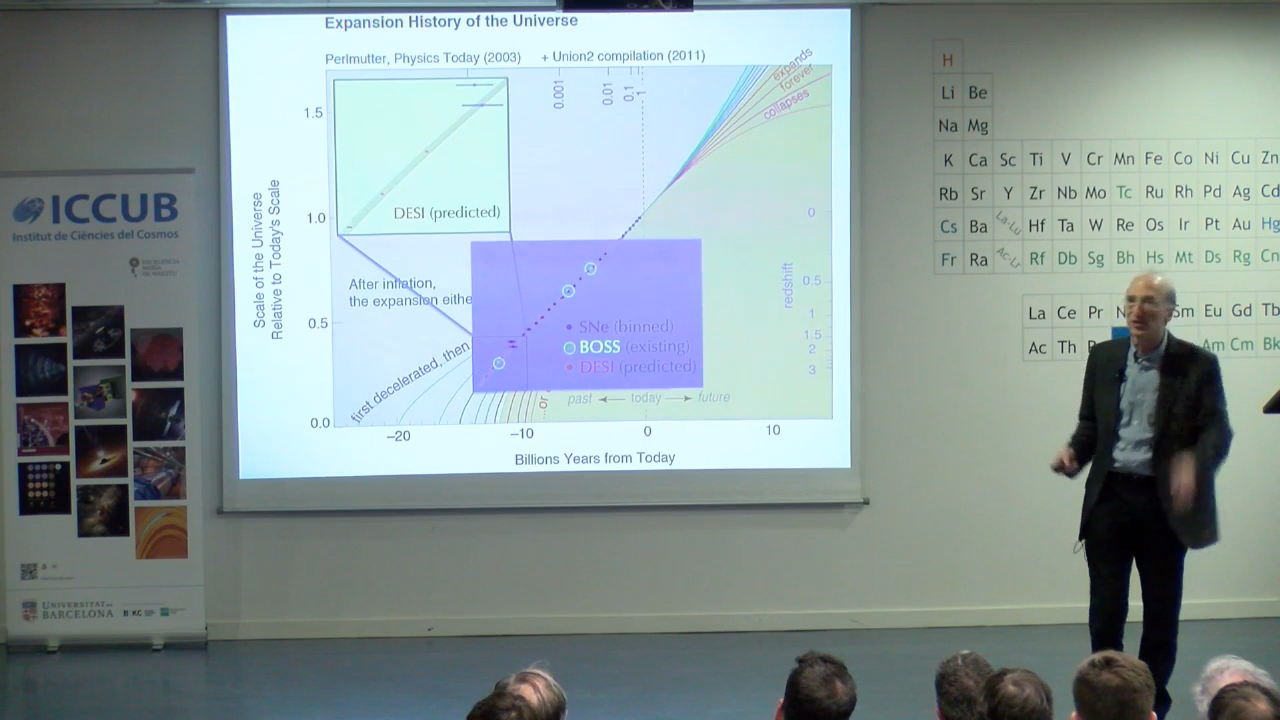 Expansion History of the Universe
Perlmutter, Physics Today (2003) + Union2 compilation (2011)
0.001
0.01
0.1
1
expands
forever
collapses
1.5
1.0
0.5
0.0
Scale of the Universe
Relative to Today's Scale
DESI (predicted)
After inflation,
the expansion eithe
first decelerated, then
or
SNe (binned)
BOSS (existing)
DESI (predicted)
past today future
redshift
0
0.5
1
1.5
2
3
−20 −10 0 10
Billions Years from Today
ICCUB
Institut de Ciències del Cosmos
UNIVERSITAT DE
BARCELONA
H
Li Be
Na Mg
K Ca Sc Ti V Cr Mn Fe Co Ni Cu Zn
Rb Sr Y Zr Nb Mo Tc Ru Rh Pd Ag Cd
Cs Ba La-Lu Hf Ta W Re Os Ir Pt Au Hg
Fr Ra Ac-Lr Rf Db Sg Bh Hs Mt Ds Rg Cn
La Ce Pr Sm Eu Gd Tb
Ac Th Am Cm Bk